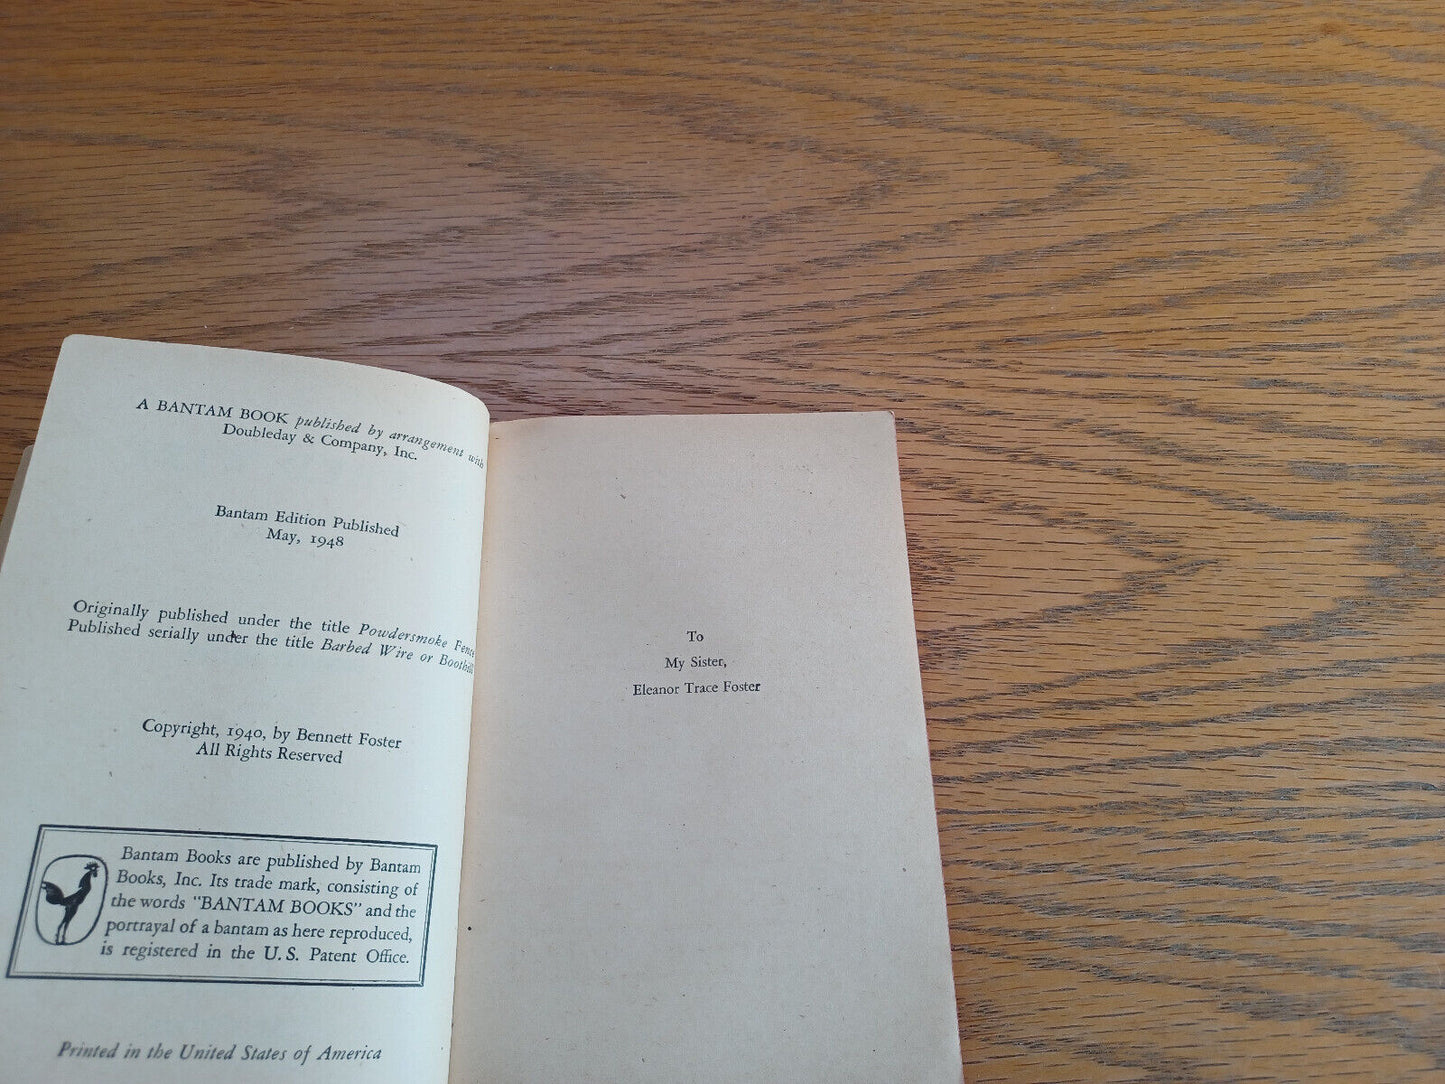 A BANTAM BOOK published by arrangement with
Doubleday & Company, Inc.
Bantam Edition Published
May, 1948
Originally published under the title Powdersmoke Fence
Published serially under the title Barbed Wire or Boothill
Copyright, 1940, by Bennett Foster
All Rights Reserved
Bantam Books are published by Bantam
Books, Inc. Its trade mark, consisting of
the words "BANTAM BOOKS" and the
portrayal of a bantam as here reproduced,
is registered in the U. S. Patent Office.
Printed in the United States of America
To
My Sister,
Eleanor Trace Foster